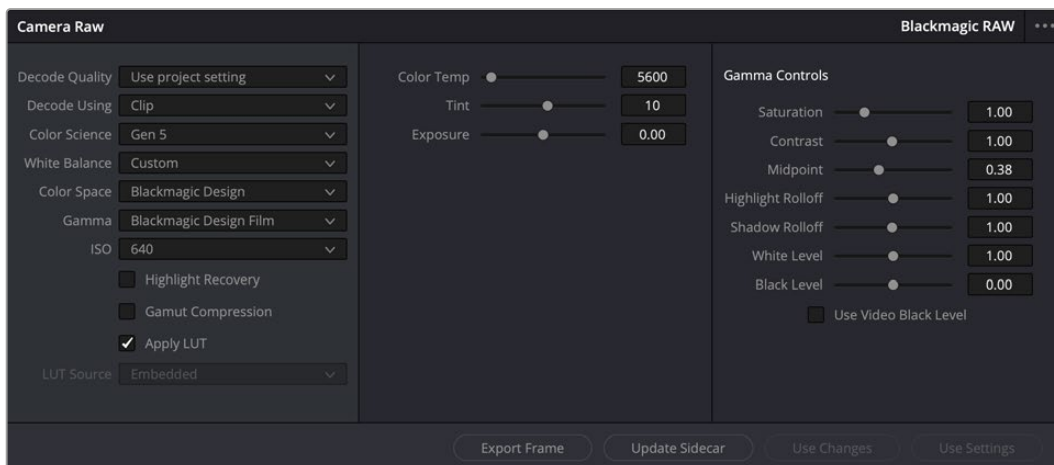 Camera Raw
Blackmagic RAW
Decode Quality Use project setting
Decode Using Clip
Color Science Gen 5
White Balance Custom
Color Space Blackmagic Design
Gamma Blackmagic Design Film
ISO 640
Highlight Recovery
Gamut Compression
Apply LUT
LUT Source Embedded
Color Temp 5600
Tint 10
Exposure 0.00
Gamma Controls
Saturation 1.00
Contrast 1.00
Midpoint 0.38
Highlight Rolloff 1.00
Shadow Rolloff 1.00
White Level 1.00
Black Level 0.00
Use Video Black Level
Export Frame
Update Sidecar
Use Changes
Use Settings